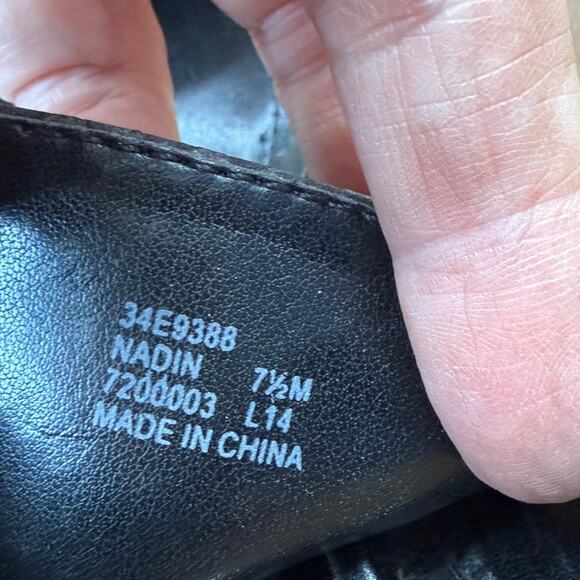 34E9388
NADIN 7½M
7200003 L14
MADE IN CHINA